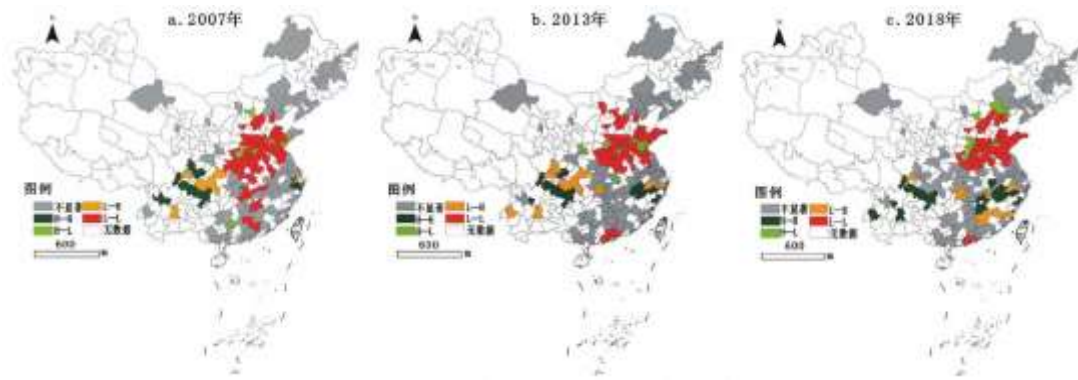 a.2007年
b.2013年
c.2018年
图例
不显著
L-H
H-H
L-L
H-L
无数据
600
图例
不显著
L-H
H-H
L-L
H-L
无数据
600
图例
不显著
L-H
H-H
L-L
H-L
无数据
600